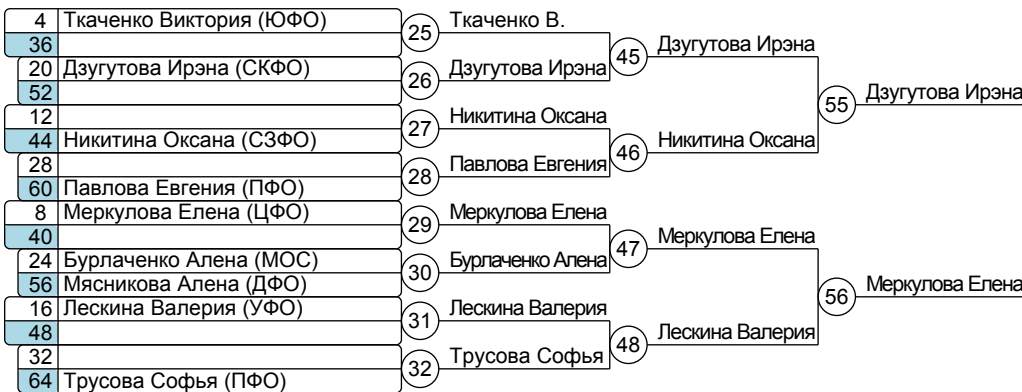 4 Ткаченко Виктория (ЮФО)
36
20 Дзугутова Ирэна (СКФО)
52
12
44 Никитина Оксана (СЗФО)
28
60 Павлова Евгения (ПФО)
8 Меркулова Елена (ЦФО)
40
24 Бурлаченко Алена (МОС)
56 Мясникова Алена (ДФО)
16 Лескина Валерия (УФО)
48
32
64 Трусова Софья (ПФО)
25 Ткаченко В.
26 Дзугутова Ирэна
27 Никитина Оксана
28 Павлова Евгения
29 Меркулова Елена
30 Бурлаченко Алена
31 Лескина Валерия
32 Трусова Софья
45 Дзугутова Ирэна
46 Никитина Оксана
47 Меркулова Елена
48 Лескина Валерия
55 Дзугутова Ирэна
56 Меркулова Елена